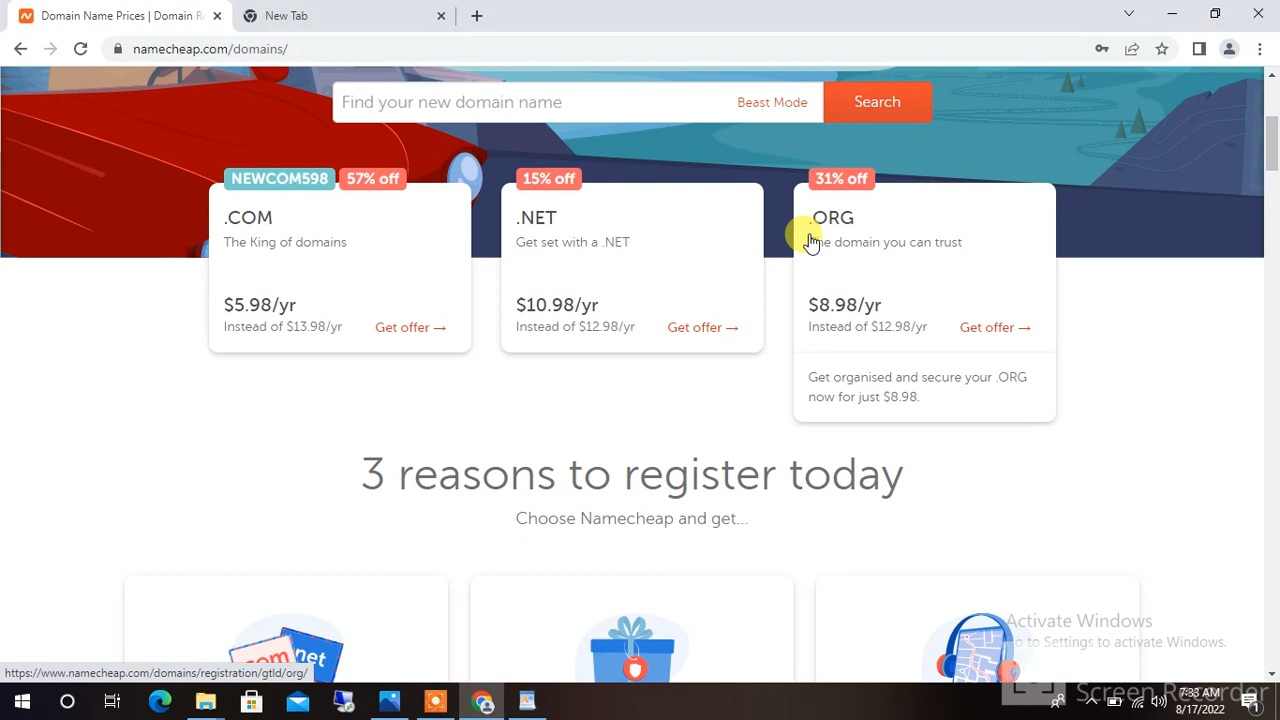 Domain Name Prices | Domain R
New Tab
namecheap.com/domains/
Find your new domain name
Beast Mode
Search
NEWCOM598
57% off
15% off
31% off
.COM
The King of domains
$5.98/yr
Instead of $13.98/yr
Get offer →
.NET
Get set with a .NET
$10.98/yr
Instead of $12.98/yr
Get offer →
.ORG
domain you can trust
$8.98/yr
Instead of $12.98/yr
Get offer →
Get organised and secure your .ORG
now for just $8.98.
3 reasons to register today
Choose Namecheap and get...
com
net
Activate Windows
Go to Settings to activate Windows.
https://www.namecheap.com/domains/registration/gtld/org/
Screen Recorder
7:33 AM
8/17/2022
1